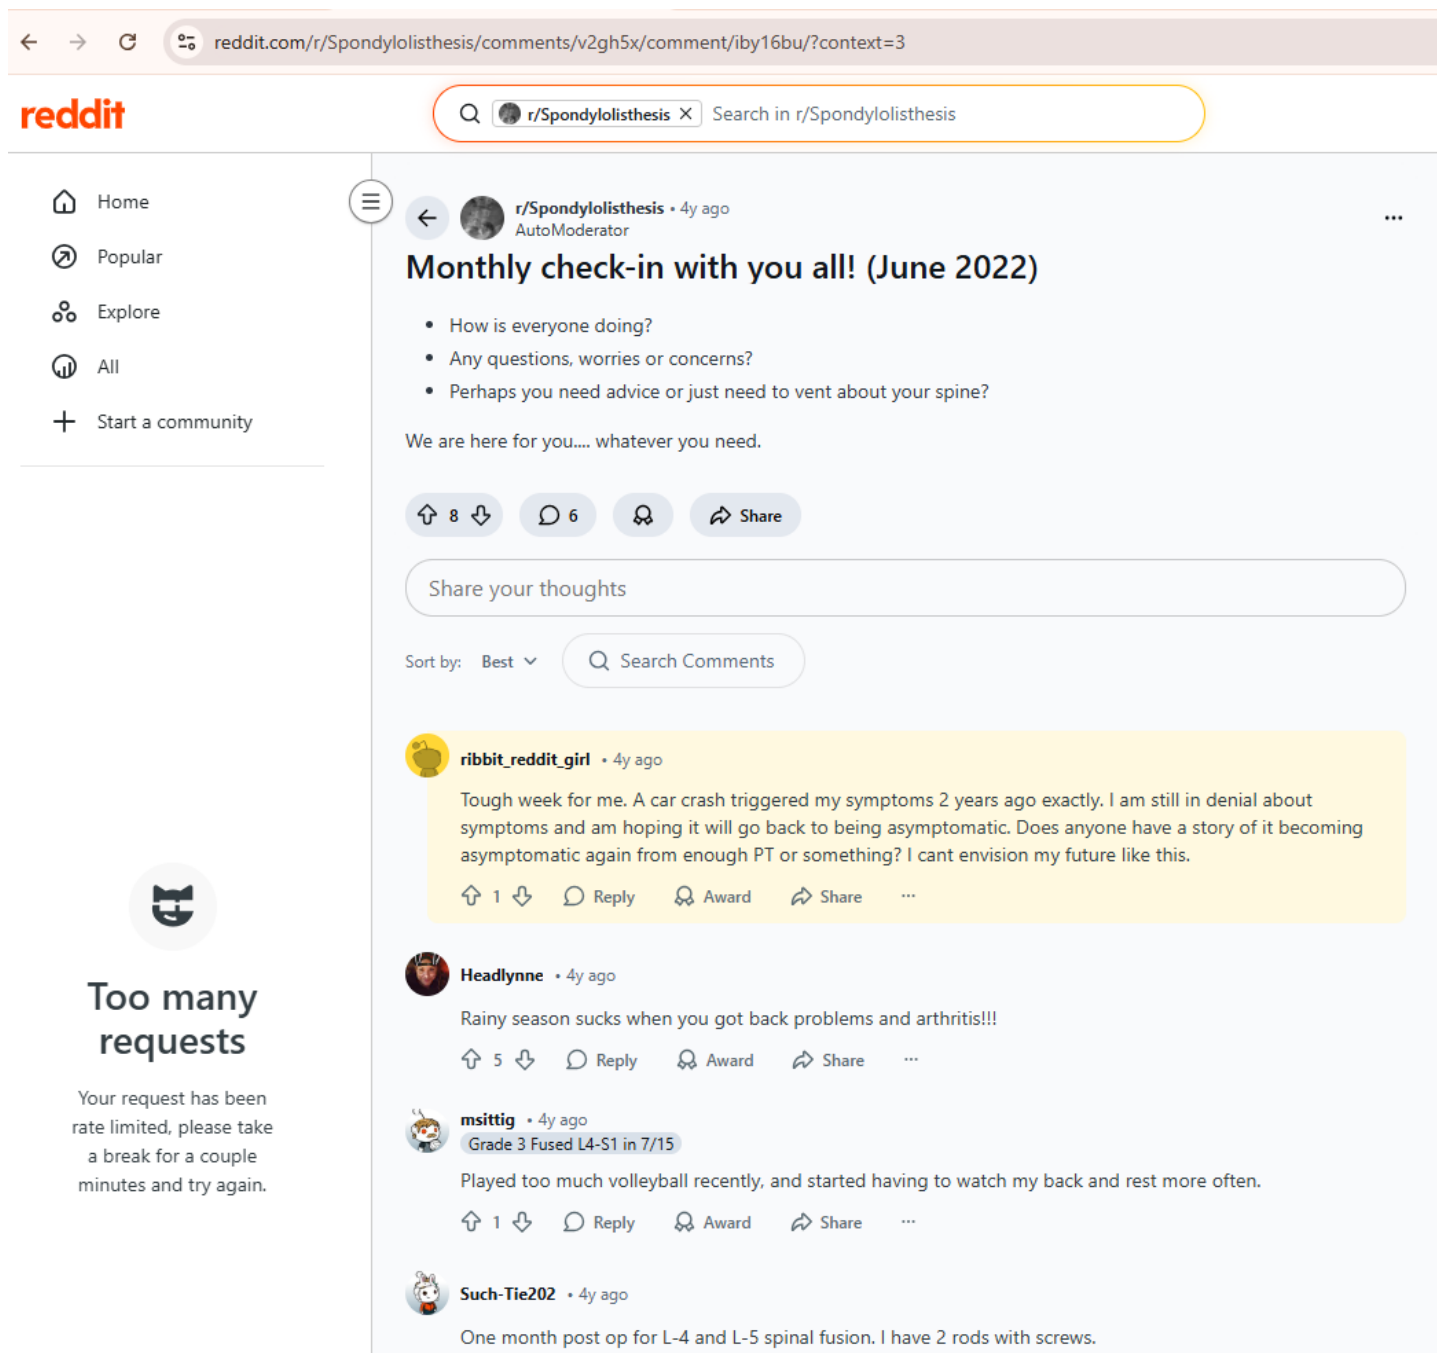 reddit.com/r/Spondylolisthesis/comments/v2gh5x/comment/iby16bu/?context=3
reddit
r/Spondylolisthesis Search in r/Spondylolisthesis
Home
Popular
Explore
All
Start a community
Too many
requests
Your request has been
rate limited, please take
a break for a couple
minutes and try again.
r/Spondylolisthesis • 4y ago
AutoModerator
Monthly check-in with you all! (June 2022)
• How is everyone doing?
• Any questions, worries or concerns?
• Perhaps you need advice or just need to vent about your spine?
We are here for you.... whatever you need.
8 6 Share
Share your thoughts
Sort by: Best Search Comments
ribbit_reddit_girl • 4y ago
Tough week for me. A car crash triggered my symptoms 2 years ago exactly. I am still in denial about
symptoms and am hoping it will go back to being asymptomatic. Does anyone have a story of it becoming
asymptomatic again from enough PT or something? I cant envision my future like this.
1 Reply Award Share ...
Headlynne • 4y ago
Rainy season sucks when you got back problems and arthritis!!!
5 Reply Award Share ...
msittig • 4y ago
Grade 3 Fused L4-S1 in 7/15
Played too much volleyball recently, and started having to watch my back and rest more often.
1 Reply Award Share ...
Such-Tie202 • 4y ago
One month post op for L-4 and L-5 spinal fusion. I have 2 rods with screws.